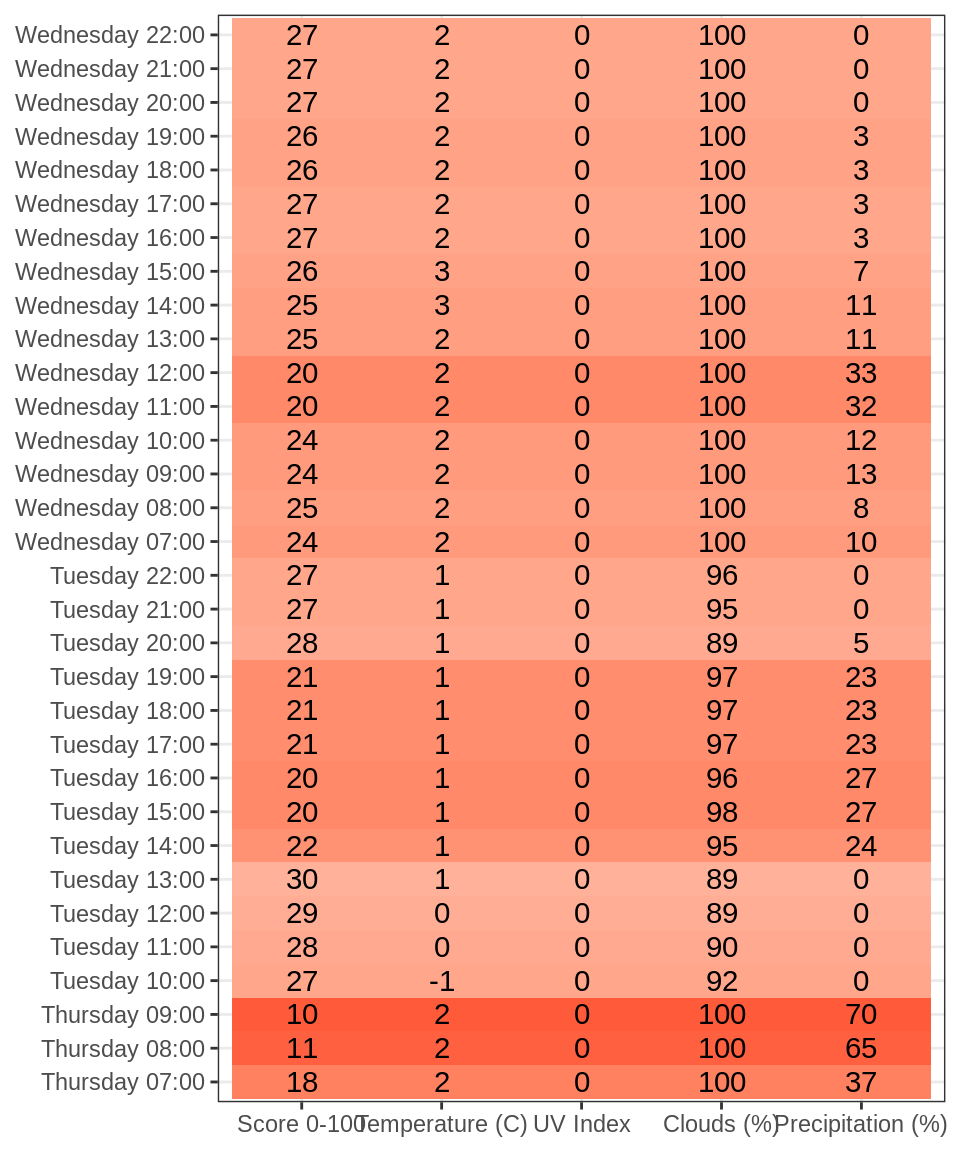 Wednesday 22:00 27 2 0 100 0
Wednesday 21:00 27 2 0 100 0
Wednesday 20:00 27 2 0 100 0
Wednesday 19:00 26 2 0 100 3
Wednesday 18:00 26 2 0 100 3
Wednesday 17:00 27 2 0 100 3
Wednesday 16:00 27 2 0 100 3
Wednesday 15:00 26 3 0 100 7
Wednesday 14:00 25 3 0 100 11
Wednesday 13:00 25 2 0 100 11
Wednesday 12:00 20 2 0 100 33
Wednesday 11:00 20 2 0 100 32
Wednesday 10:00 24 2 0 100 12
Wednesday 09:00 24 2 0 100 13
Wednesday 08:00 25 2 0 100 8
Wednesday 07:00 24 2 0 100 10
Tuesday 22:00 27 1 0 96 0
Tuesday 21:00 27 1 0 95 0
Tuesday 20:00 28 1 0 89 5
Tuesday 19:00 21 1 0 97 23
Tuesday 18:00 21 1 0 97 23
Tuesday 17:00 21 1 0 97 23
Tuesday 16:00 20 1 0 96 27
Tuesday 15:00 20 1 0 98 27
Tuesday 14:00 22 1 0 95 24
Tuesday 13:00 30 1 0 89 0
Tuesday 12:00 29 0 0 89 0
Tuesday 11:00 28 0 0 90 0
Tuesday 10:00 27 -1 0 92 0
Thursday 09:00 10 2 0 100 70
Thursday 08:00 11 2 0 100 65
Thursday 07:00 18 2 0 100 37
Score 0-100 Temperature (C) UV Index Clouds (%) Precipitation (%)